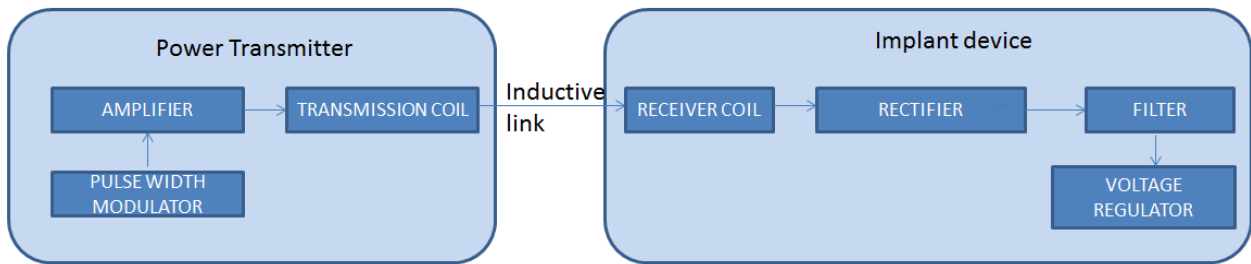 Power Transmitter
AMPLIFIER
TRANSMISSION COIL
PULSE WIDTH
MODULATOR
Inductive
link
Implant device
RECEIVER COIL
RECTIFIER
FILTER
VOLTAGE
REGULATOR